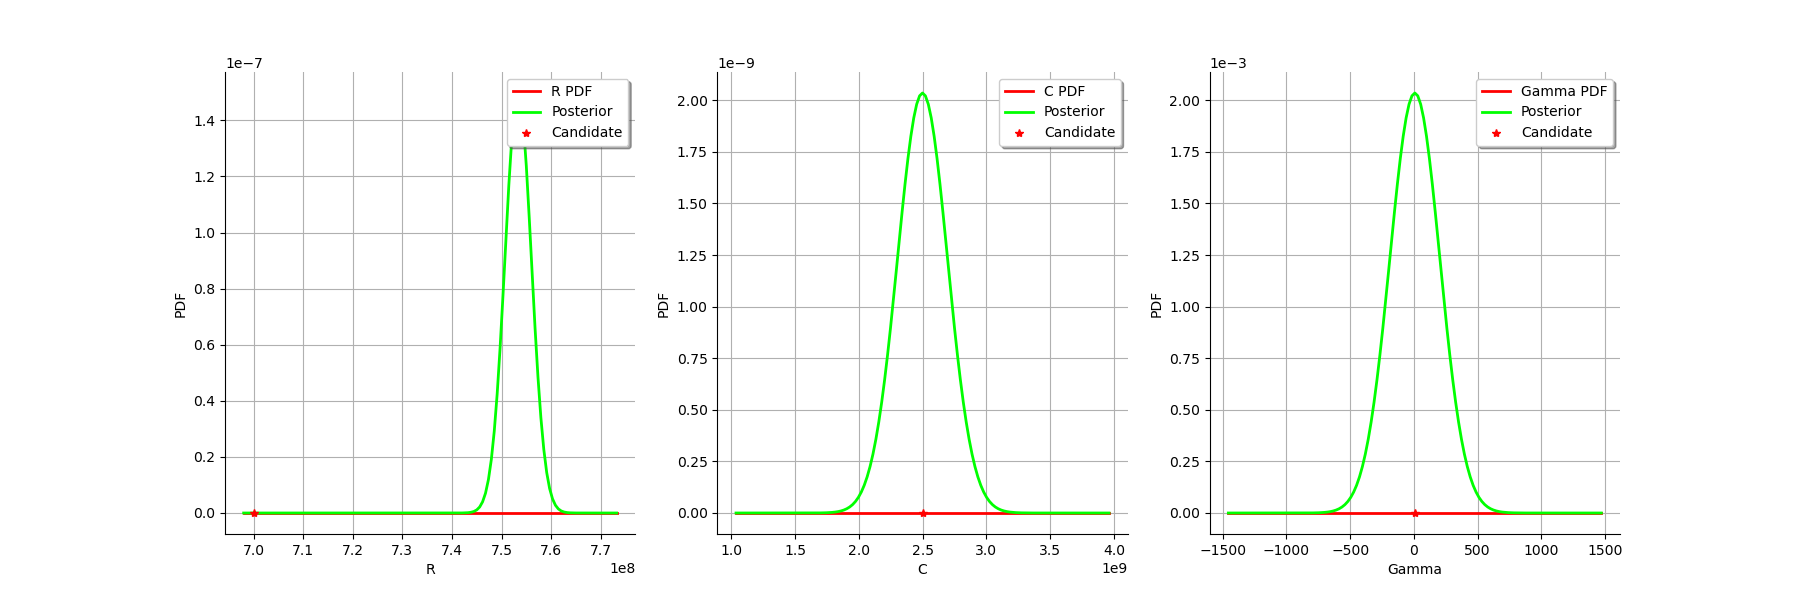 1e−7
R PDF
Posterior
Candidate
1.4
1.2
1.0
0.8
0.6
0.4
0.2
0.0
PDF
7.0 7.1 7.2 7.3 7.4 7.5 7.6 7.7
1e8
R
1e−9
C PDF
Posterior
Candidate
2.00
1.75
1.50
1.25
1.00
0.75
0.50
0.25
0.00
PDF
1.0 1.5 2.0 2.5 3.0 3.5 4.0
1e9
C
1e−3
Gamma PDF
Posterior
Candidate
2.00
1.75
1.50
1.25
1.00
0.75
0.50
0.25
0.00
PDF
−1500 −1000 −500 0 500 1000 1500
Gamma